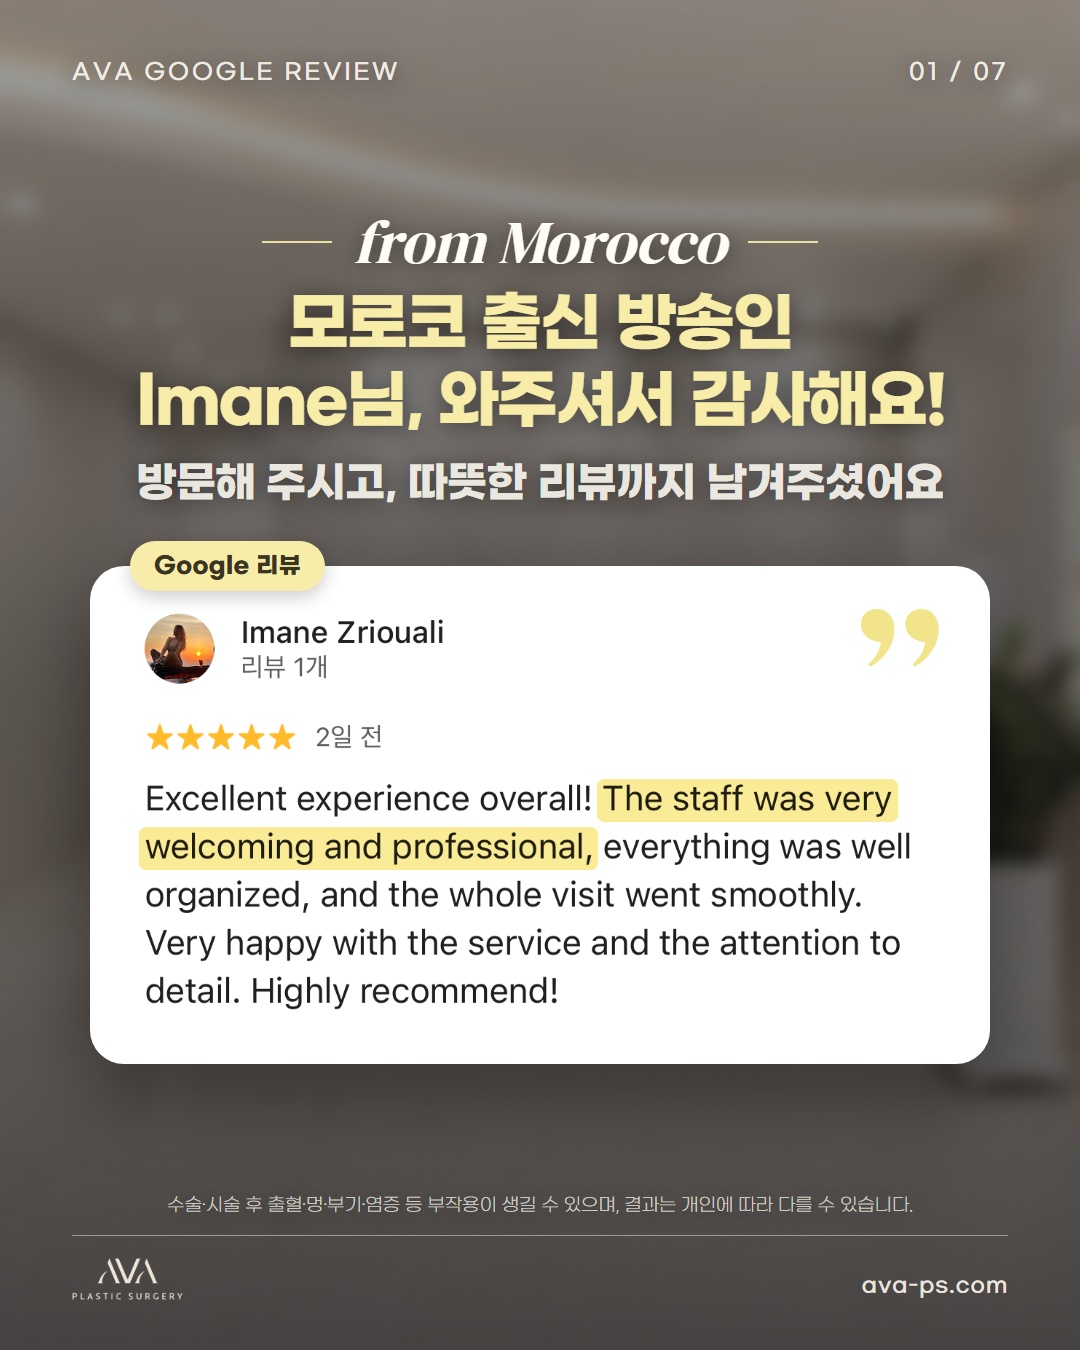 AVA GOOGLE REVIEW
01 / 07
from Morocco
모로코 출신 방송인
Imane님, 와주셔서 감사해요!
방문해 주시고, 따뜻한 리뷰까지 남겨주셨어요
Google 리뷰
Imane Zriouali
리뷰 1개
2일 전
Excellent experience overall! The staff was very
welcoming and professional, everything was well
organized, and the whole visit went smoothly.
Very happy with the service and the attention to
detail. Highly recommend!
수술·시술 후 출혈·멍·부기·염증 등 부작용이 생길 수 있으며, 결과는 개인에 따라 다를 수 있습니다.
AVA
PLASTIC SURGERY
ava-ps.com